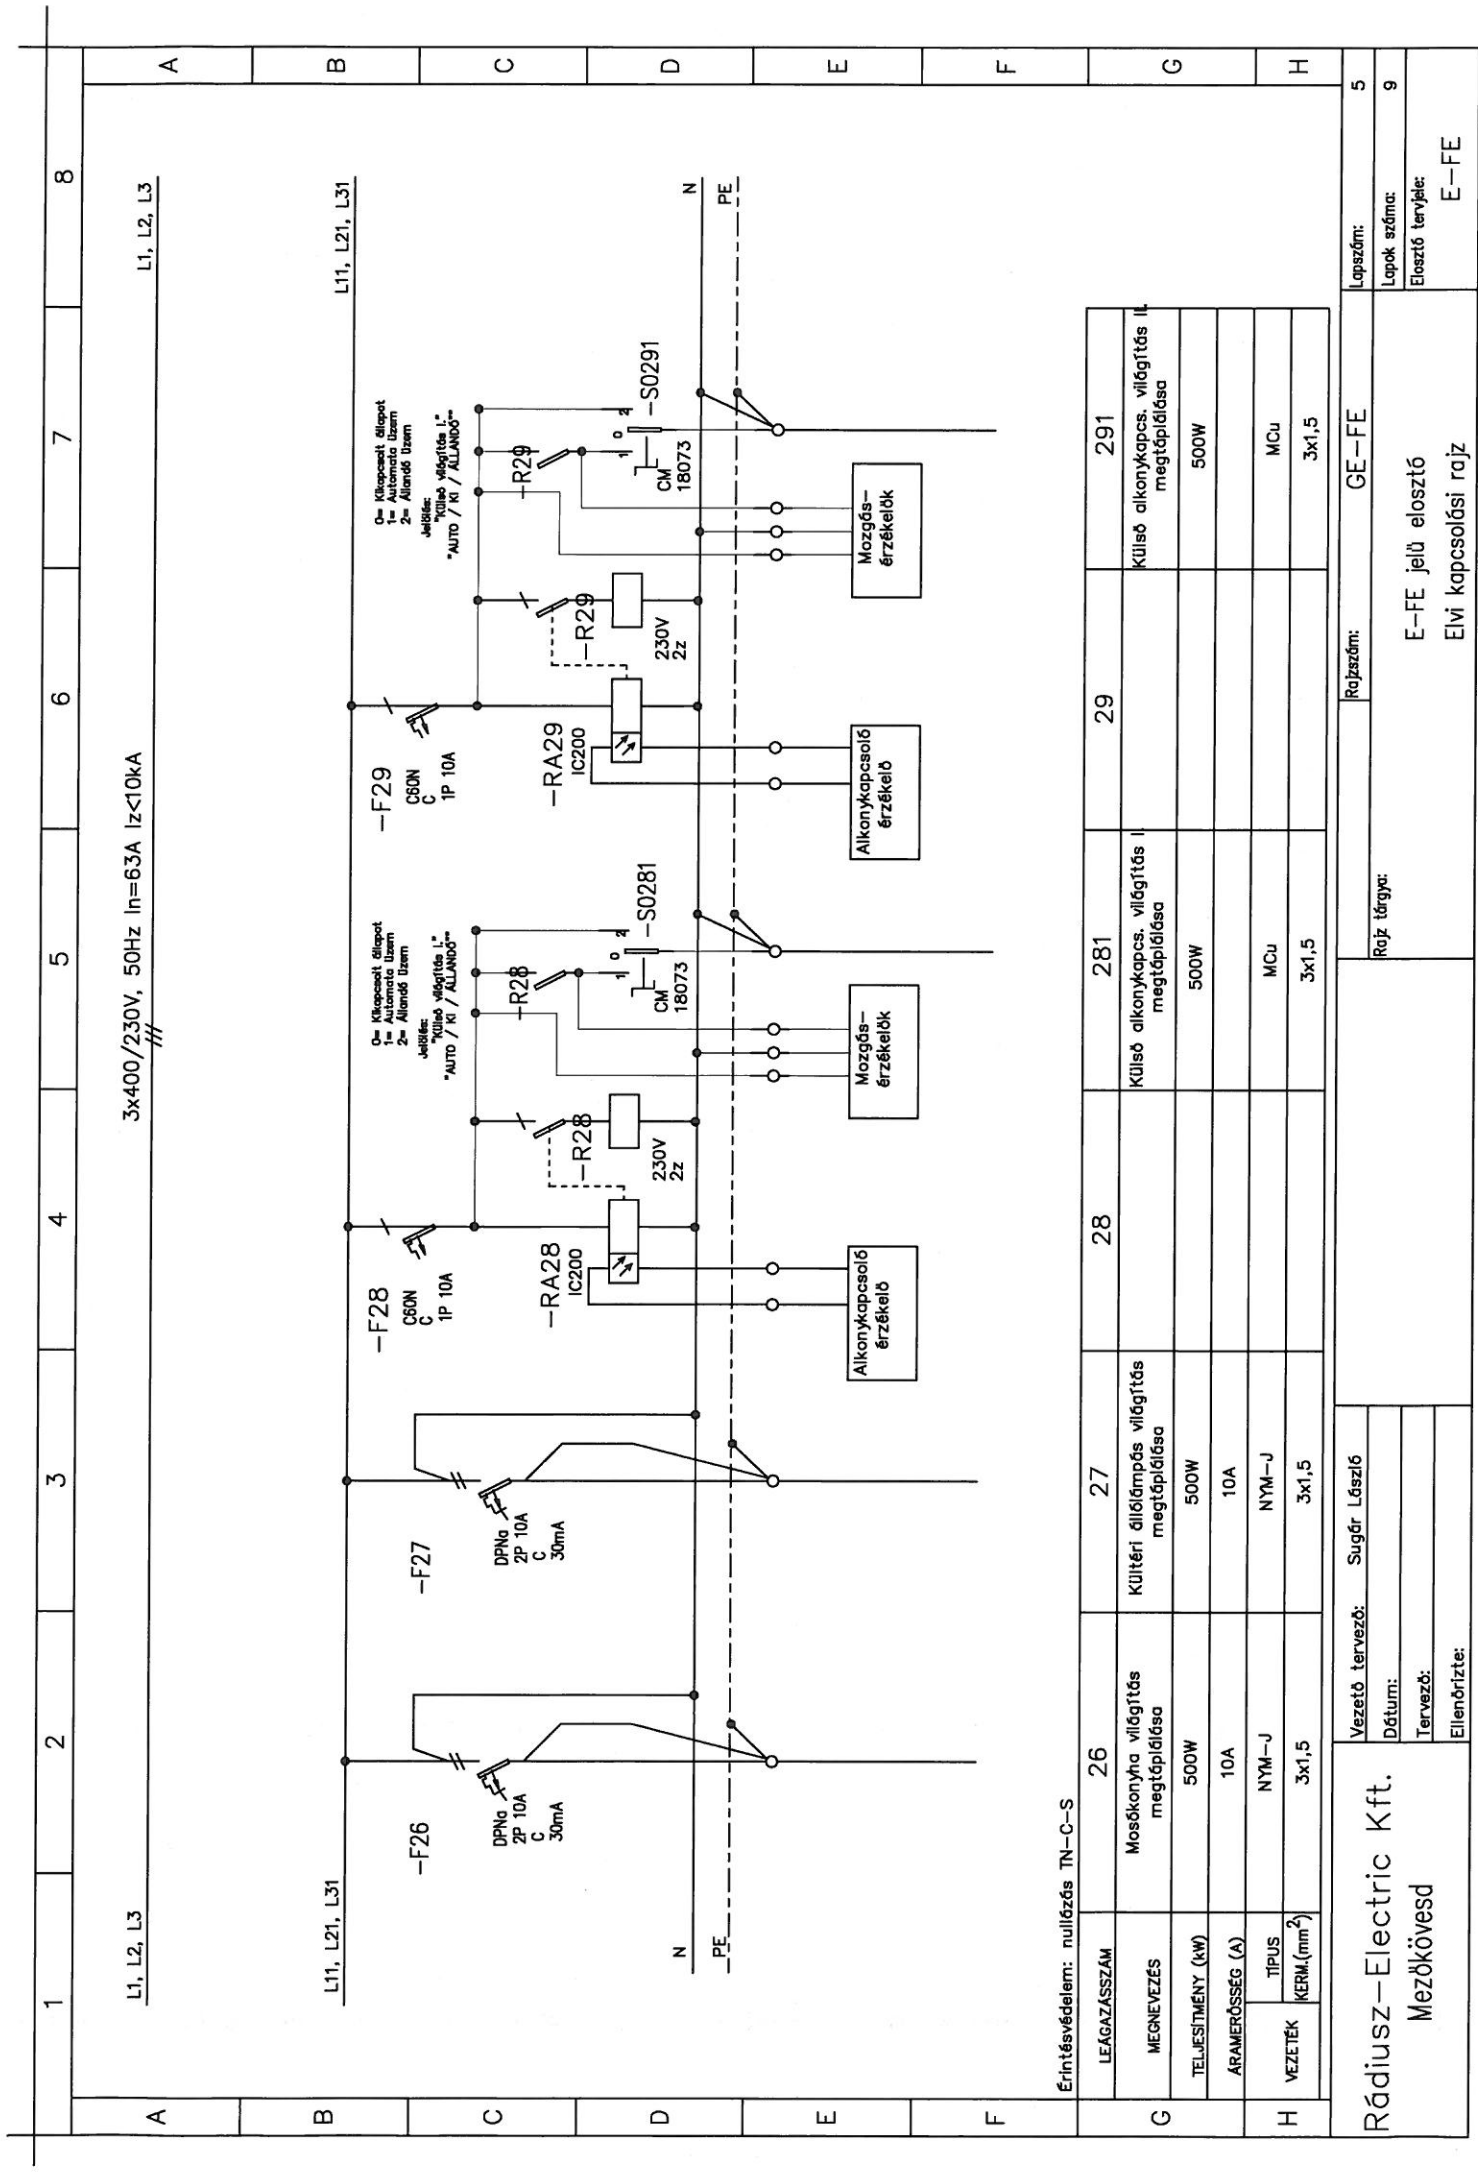 1 2 3 4 5 6 7 8
A
B
C
D
E
F
G
H
A
B
C
D
E
F
G
H
L1, L2, L3
3x400/230V, 50Hz In=63A Iz<10kA
L1, L2, L3
L11, L21, L31
L11, L21, L31
N
N
PE
PE
-F26
DPNa
2P 10A
C
30mA
-F27
DPNa
2P 10A
C
30mA
-F28
C60N
C
1P 10A
-RA28
IC200
-R28
230V
2z
Alkonykapcsoló
érzékelő
0= Kikapcsolt állapot
1= Automata üzem
2= Állandó üzem
Jelölés:
"Külső világítás I."
"AUTO / KI / ÁLLANDÓ"
-R28
1 0 2
-S0281
CM
18073
Mozgás-
érzékelők
-F29
C60N
C
1P 10A
-RA29
IC200
-R29
230V
2z
Alkonykapcsoló
érzékelő
0= Kikapcsolt állapot
1= Automata üzem
2= Állandó üzem
Jelölés:
"Külső világítás I."
"AUTO / KI / ÁLLANDÓ"
-R29
1 0 2
-S0291
CM
18073
Mozgás-
érzékelők
Érintésvédelem: nullázás TN-C-S
LEÁGAZÁSSZÁM 26 27 28 281 29 291
MEGNEVEZÉS
Mosókonyha világítás
megtáplálása
Kültéri állólámpás világítás
megtáplálása
Külső alkonykapcs. világítás I.
megtáplálása
Külső alkonykapcs. világítás II.
megtáplálása
TELJESÍTMÉNY (kW) 500W 500W 500W 500W
ÁRAMERŐSSÉG (A) 10A 10A
VEZETÉK
TÍPUS NYM-J NYM-J MCu MCu
KERM.(mm²) 3x1,5 3x1,5 3x1,5 3x1,5
Rádiusz-Electric Kft.
Mezőkövesd
Vezető tervező: Sugár László
Dátum:
Tervező:
Ellenőrizte:
Rajzszám: GE-FE
Rajz tárgya:
E-FE jelű elosztó
Elvi kapcsolási rajz
Lapszám: 5
Lapok száma: 9
Elosztó tervjele:
E-FE